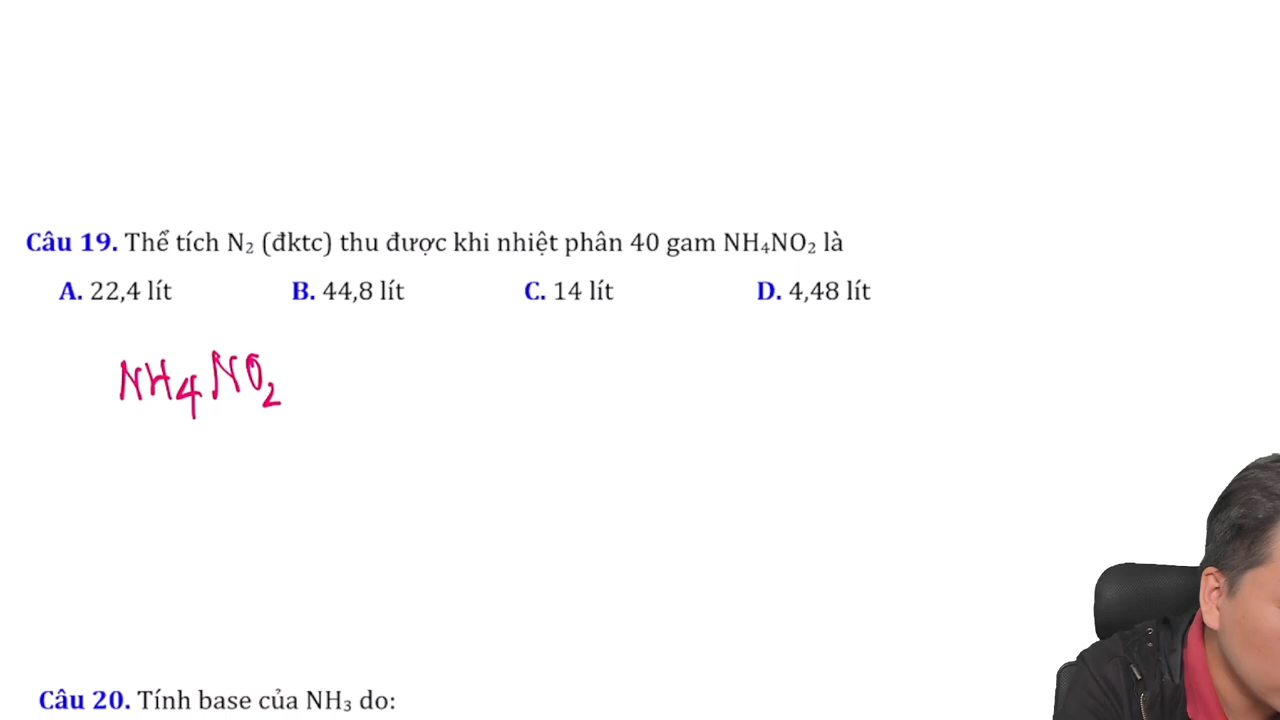 Câu 19. Thể tích N₂ (đktc) thu được khi nhiệt phân 40 gam NH₄NO₂ là
A. 22,4 lít B. 44,8 lít C. 14 lít D. 4,48 lít
NH₄NO₂
Câu 20. Tính base của NH₃ do: